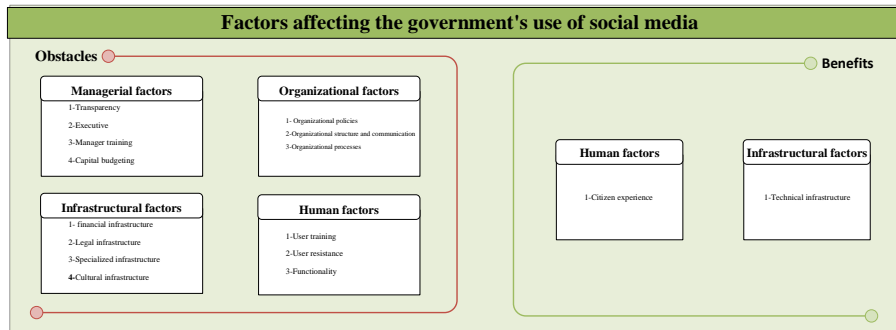 Factors affecting the government's use of social media
Obstacles
Managerial factors
1-Transparency
2-Executive
3-Manager training
4-Capital budgeting
Organizational factors
1- Organizational policies
2-Organizational structure and communication
3-Organizational processes
Infrastructural factors
1- financial infrastructure
2-Legal infrastructure
3-Specialized infrastructure
4-Cultural infrastructure
Human factors
1-User training
2-User resistance
3-Functionality
Benefits
Human factors
1-Citizen experience
Infrastructural factors
1-Technical infrastructure